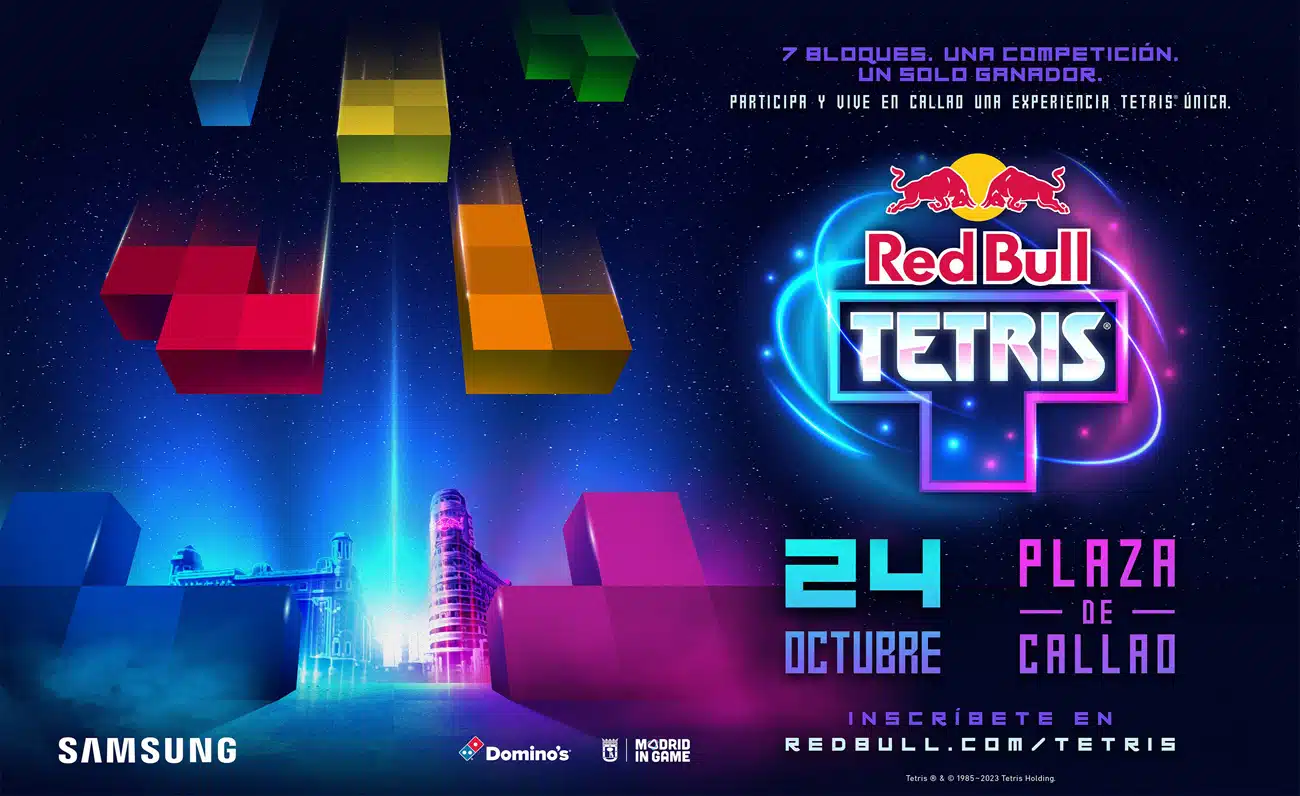 7 BLOQUES. UNA COMPETICIÓN.
UN SOLO GANADOR.
PARTICIPA Y VIVE EN CALLAO UNA EXPERIENCIA TETRIS® ÚNICA.
Red Bull
TETRIS®
24
OCTUBRE
PLAZA
DE
CALLAO
INSCRÍBETE EN
REDBULL.COM/TETRIS
SAMSUNG
Domino's
MADRID
IN GAME
Tetris ® & © 1985–2023 Tetris Holding.